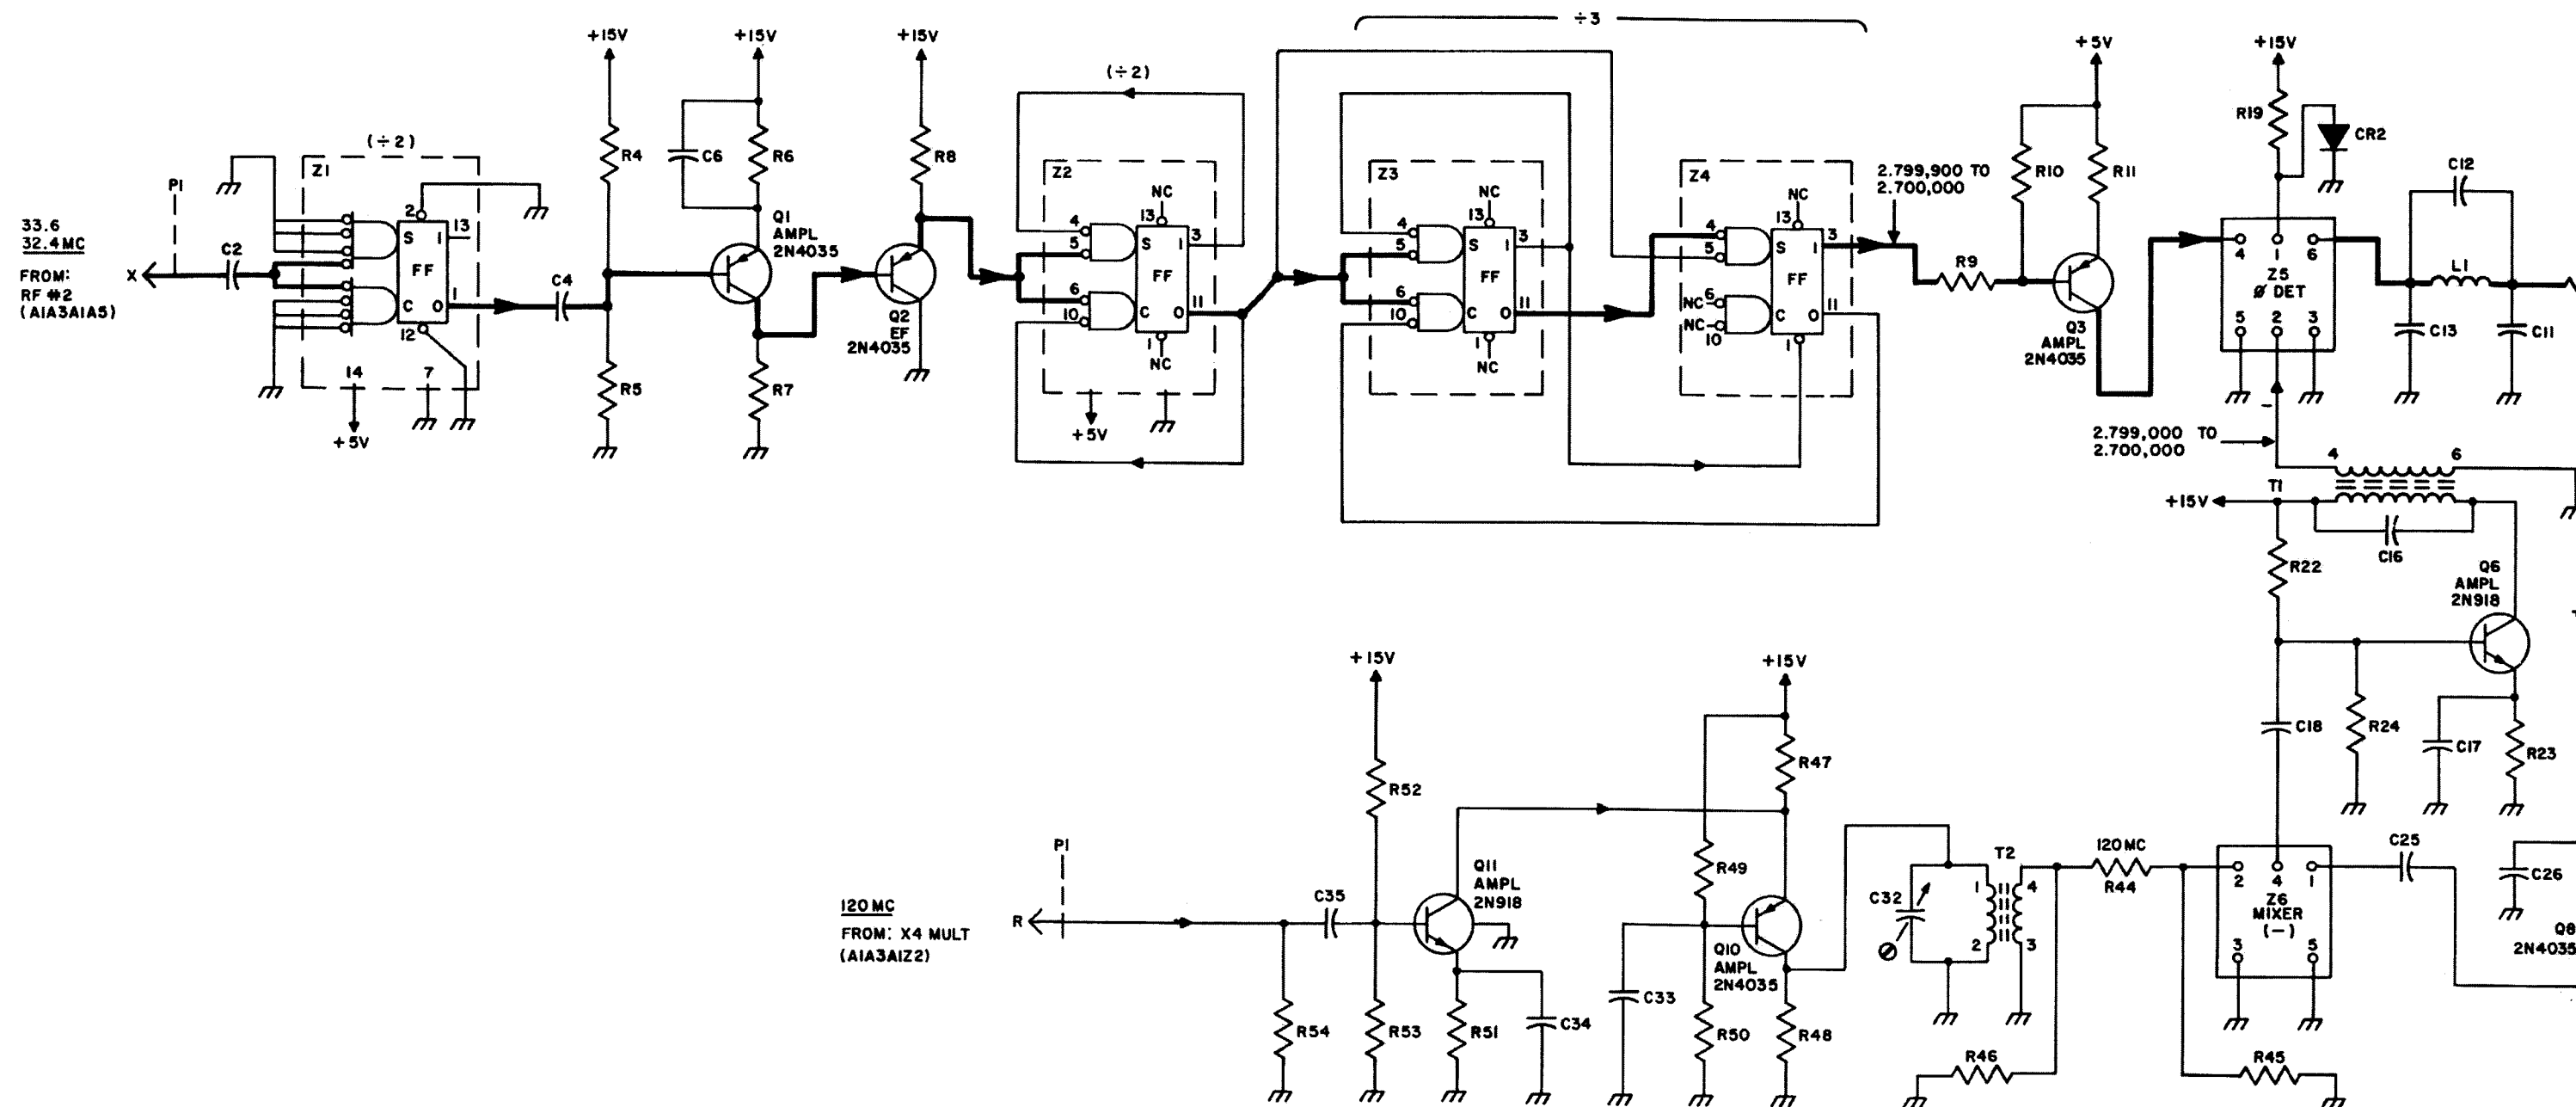 ÷3
+15V
+15V
+15V
+5V
+15V
(÷2)
(÷2)
R4
C6
R6
R8
R10
R11
R19
CR2
C12
P1
Z1
2
13
S
1
FF
C
O
1
12
14
7
+5V
33.6
32.4MC
FROM:
RF #2
(A1A3A1A5)
X
C2
C4
R5
Q1
AMPL
2N4035
R7
Q2
EF
2N4035
Z2
NC
13
4
5
S
1
3
FF
6
10
C
O
11
1
NC
+5V
Z3
NC
13
4
5
S
1
3
FF
6
10
C
O
11
1
NC
Z4
NC
13
4
5
S
1
3
FF
NC
6
NC
10
C
O
11
1
2.799,900 TO
2.700,000
R9
Q3
AMPL
2N4035
4
1
6
Z5
Ø DET
5
2
3
L1
C13
C11
–
2.799,000 TO
2.700,000
4
6
T1
+15V
C16
R22
Q6
AMPL
2N918
C18
R24
C17
R23
+15V
+15V
R52
R47
P1
120MC
FROM: X4 MULT
(A1A3A1Z2)
R
C35
Q11
AMPL
2N918
R49
Q10
AMPL
2N4035
C32
1
2
T2
4
3
120MC
R44
2
4
1
Z6
MIXER
(–)
3
5
C25
C26
Q8
2N4035
R54
R53
R51
C34
C33
R50
R48
R46
R45